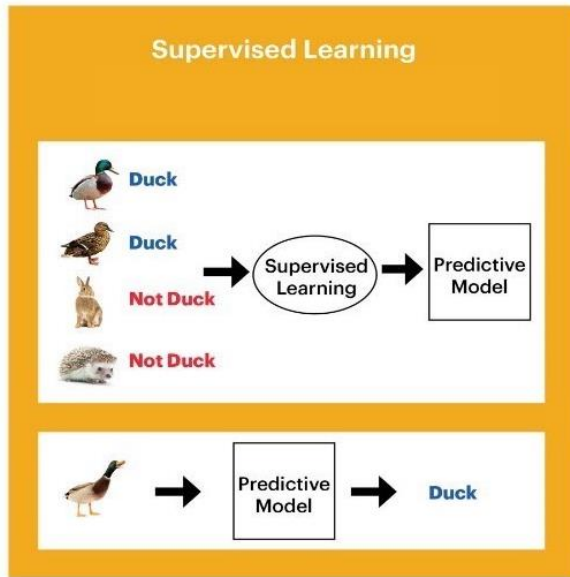 Supervised Learning
Duck
Duck
Not Duck
Not Duck
Supervised
Learning
Predictive
Model
Predictive
Model
Duck